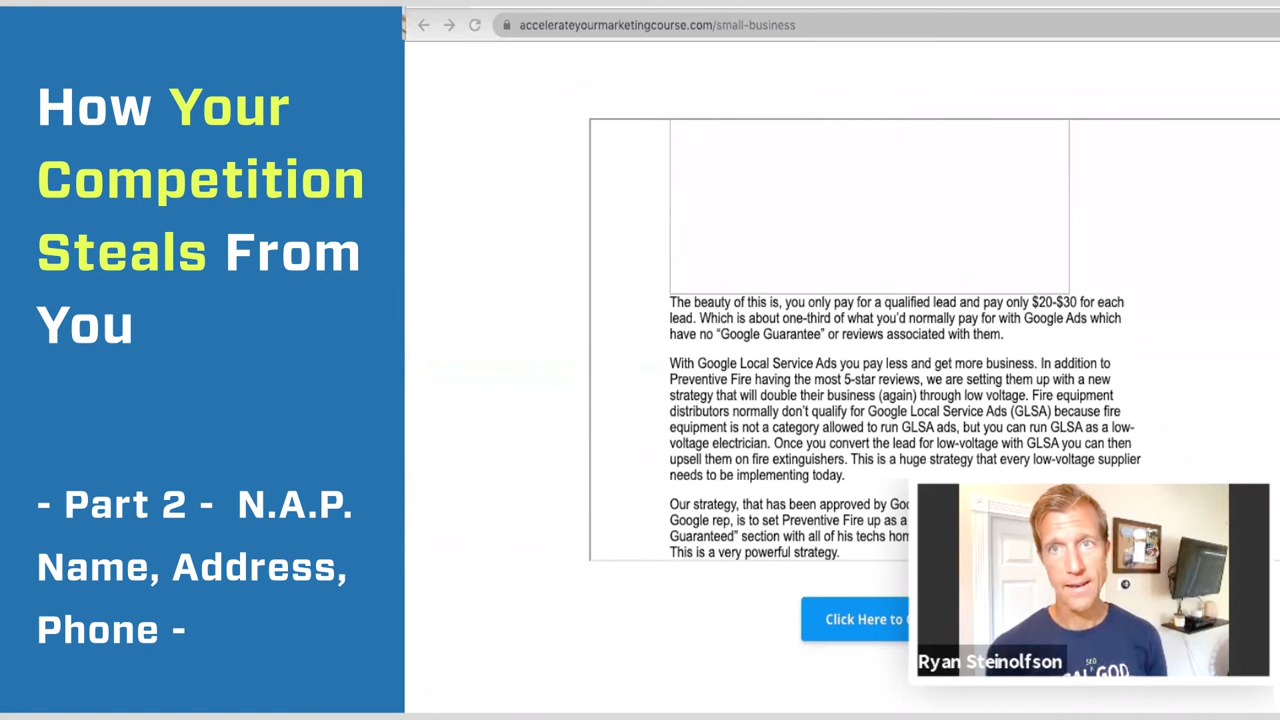 How Your
Competition
Steals From
You
- Part 2 - N.A.P.
Name, Address,
Phone -
accelerateyourmarketingcourse.com/small-business
The beauty of this is, you only pay for a qualified lead and pay only $20-$30 for each
lead. Which is about one-third of what you'd normally pay for with Google Ads which
have no “Google Guarantee” or reviews associated with them.
With Google Local Service Ads you pay less and get more business. In addition to
Preventive Fire having the most 5-star reviews, we are setting them up with a new
strategy that will double their business (again) through low voltage. Fire equipment
distributors normally don't qualify for Google Local Service Ads (GLSA) because fire
equipment is not a category allowed to run GLSA ads, but you can run GLSA as a low-
voltage electrician. Once you convert the lead for low-voltage with GLSA you can then
upsell them on fire extinguishers. This is a huge strategy that every low-voltage supplier
needs to be implementing today.
Our strategy, that has been approved by Goo
Google rep, is to set Preventive Fire up as a
Guaranteed” section with all of his techs hom
This is a very powerful strategy.
Click Here to
Ryan Steinolfson
SEO
GOD